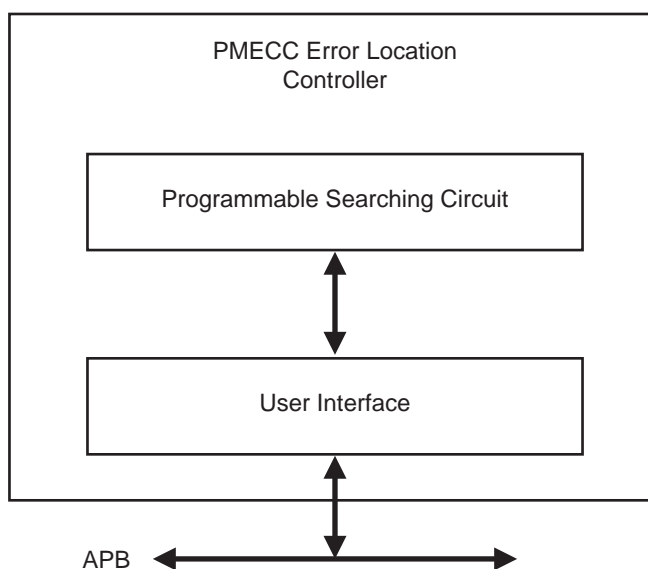 PMECC Error Location
Controller
Programmable Searching Circuit
User Interface
APB